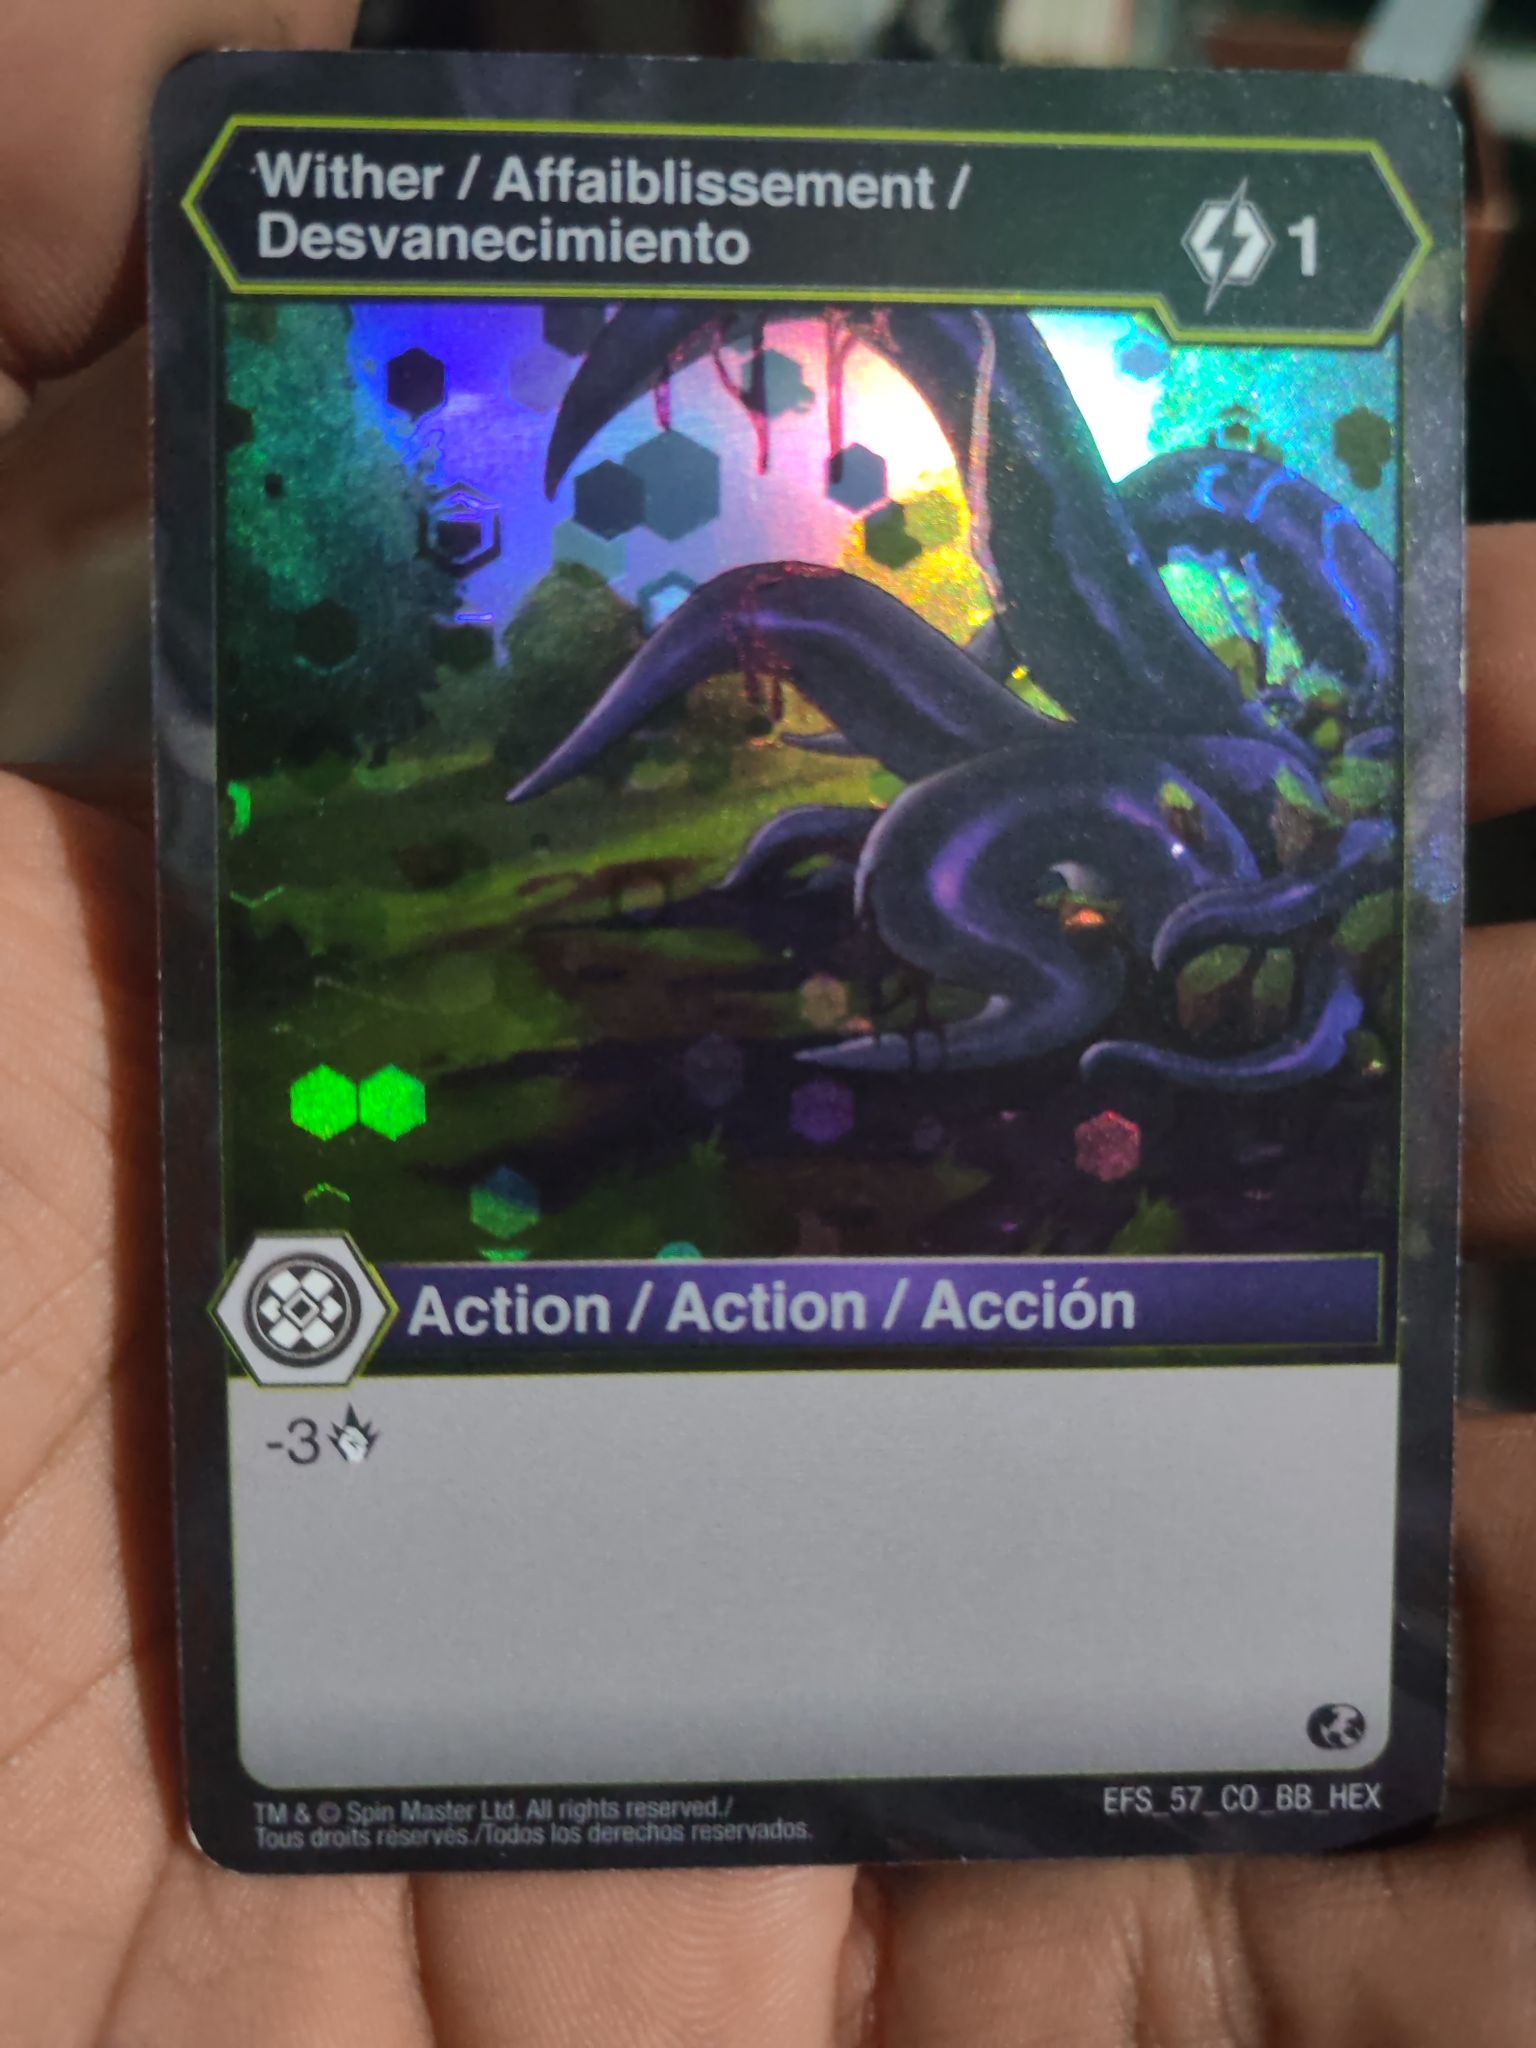 Wither / Affaiblissement /
Desvanecimiento
1
Action / Action / Acción
-3
TM & © Spin Master Ltd. All rights reserved./
Tous droits réservés./Todos los derechos reservados.
EFS_57_CO_BB_HEX